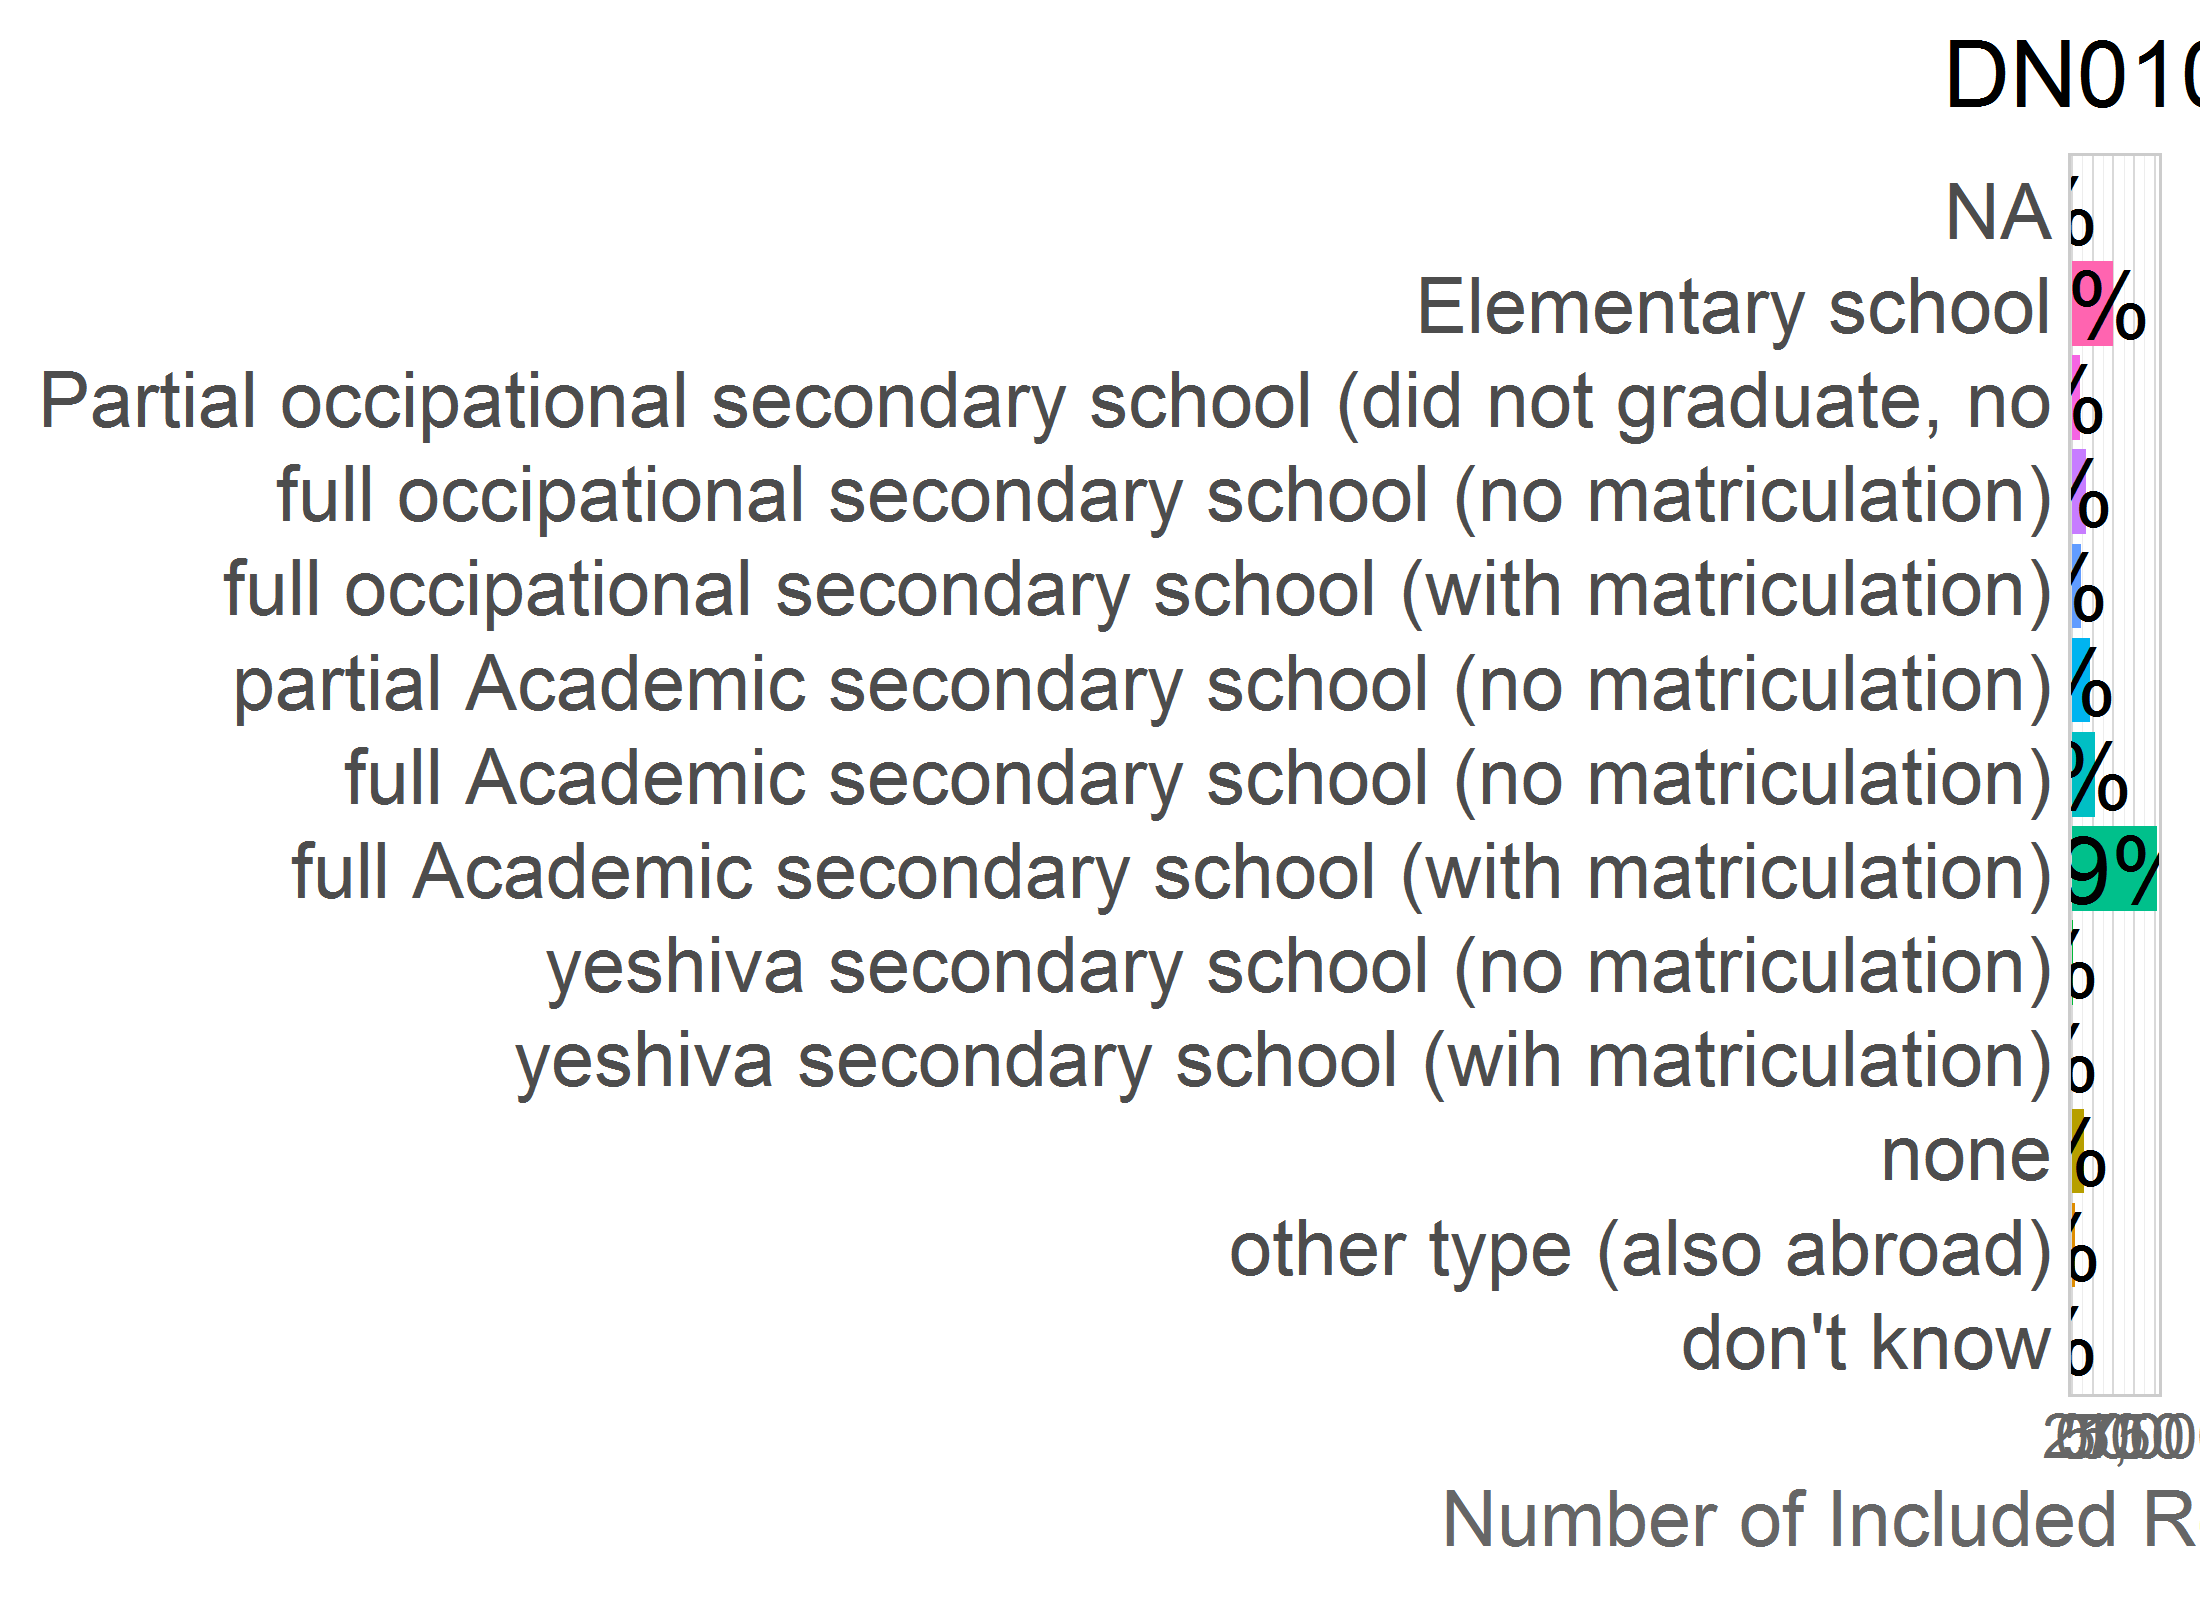 DN010
NA %
Elementary school %
Partial occipational secondary school (did not graduate, no %
full occipational secondary school (no matriculation) %
full occipational secondary school (with matriculation) %
partial Academic secondary school (no matriculation) %
full Academic secondary school (no matriculation) %
full Academic secondary school (with matriculation) 9%
yeshiva secondary school (no matriculation) %
yeshiva secondary school (wih matriculation) %
none %
other type (also abroad) %
don't know %
Number of Included R